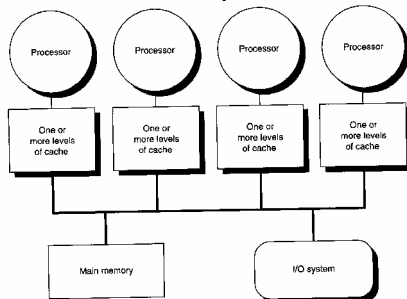 Processor
Processor
Processor
Processor
One or
more levels
of cache
One or
more levels
of cache
One or
more levels
of cache
One or
more levels
of cache
Main memory
I/O system